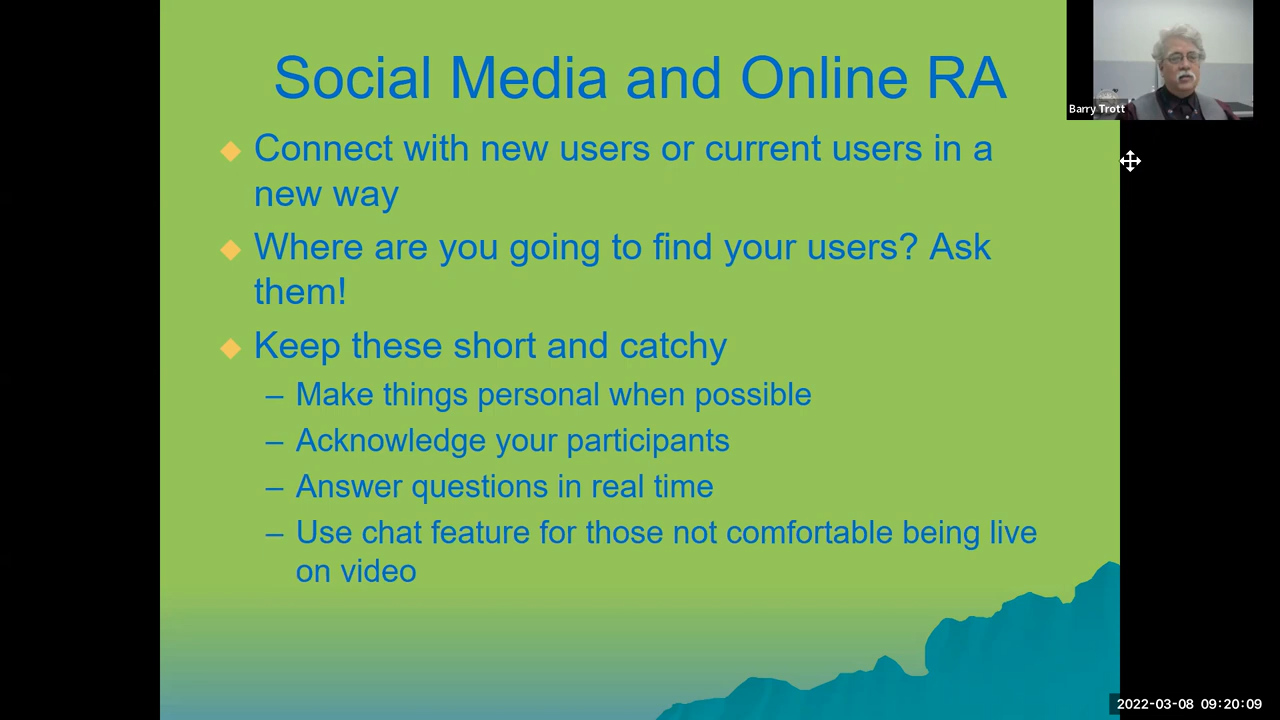 Social Media and Online RA
Barry Trott
Connect with new users or current users in a
new way
Where are you going to find your users? Ask
them!
Keep these short and catchy
– Make things personal when possible
– Acknowledge your participants
– Answer questions in real time
– Use chat feature for those not comfortable being live
on video
2022-03-08 09:20:09